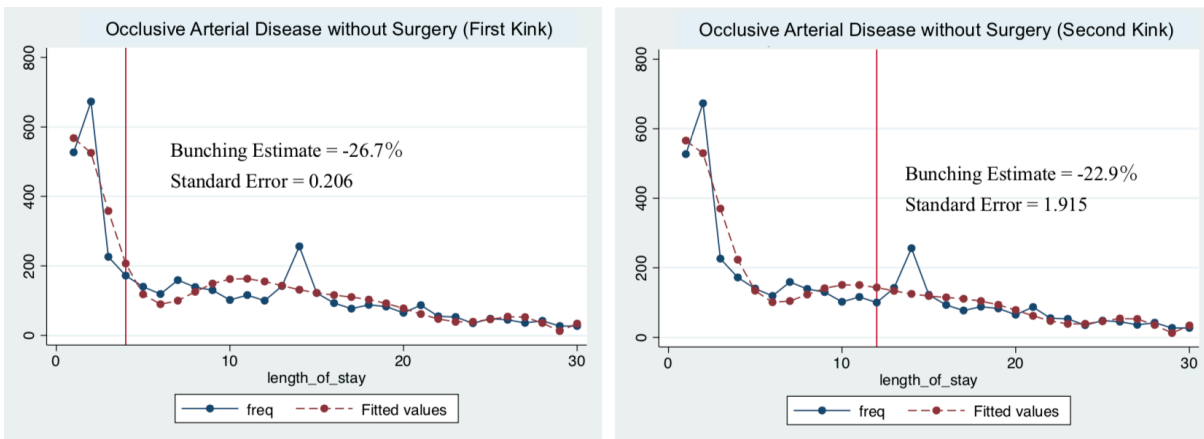 Occlusive Arterial Disease without Surgery (First Kink)
800
600
400
200
0
Bunching Estimate = -26.7%
Standard Error = 0.206
0 10 20 30
length_of_stay
freq Fitted values
Occlusive Arterial Disease without Surgery (Second Kink)
800
600
400
200
0
Bunching Estimate = -22.9%
Standard Error = 1.915
0 10 20 30
length_of_stay
freq Fitted values